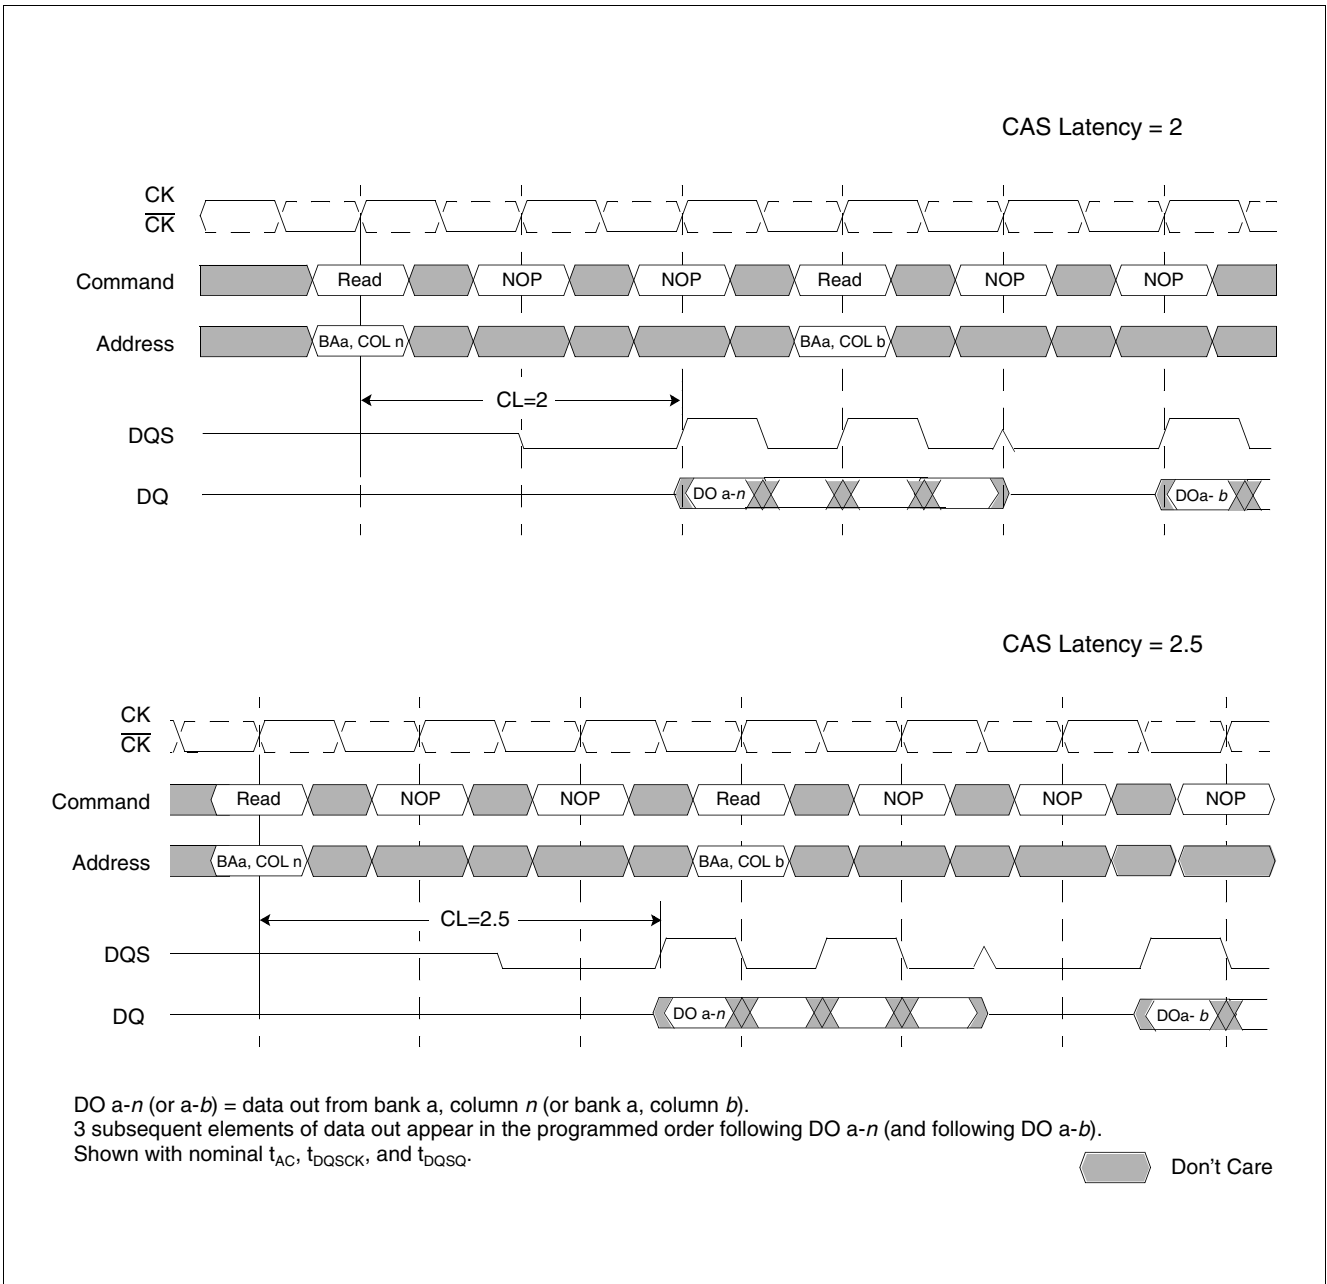 CAS Latency = 2
CK
CK
Command
Read
NOP
NOP
Read
NOP
NOP
Address
BAa, COL n
BAa, COL b
CL=2
DQS
DQ
DO a-n
DOa- b
CAS Latency = 2.5
CK
CK
Command
Read
NOP
NOP
Read
NOP
NOP
NOP
Address
BAa, COL n
BAa, COL b
CL=2.5
DQS
DQ
DO a-n
DOa- b
DO a-n (or a-b) = data out from bank a, column n (or bank a, column b).
3 subsequent elements of data out appear in the programmed order following DO a-n (and following DO a-b).
Shown with nominal tAC, tDQSCK, and tDQSQ.
Don't Care